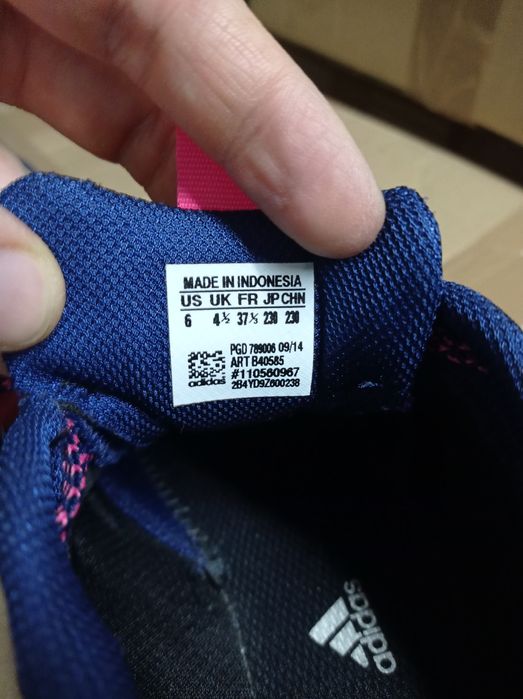 MADE IN INDONESIA
US UK FR JP CHN
6 4½ 37⅓ 230 230
PGD 789006 09/14
ART B40585
#110560967
2B4YD9Z600238
adidas
adidas